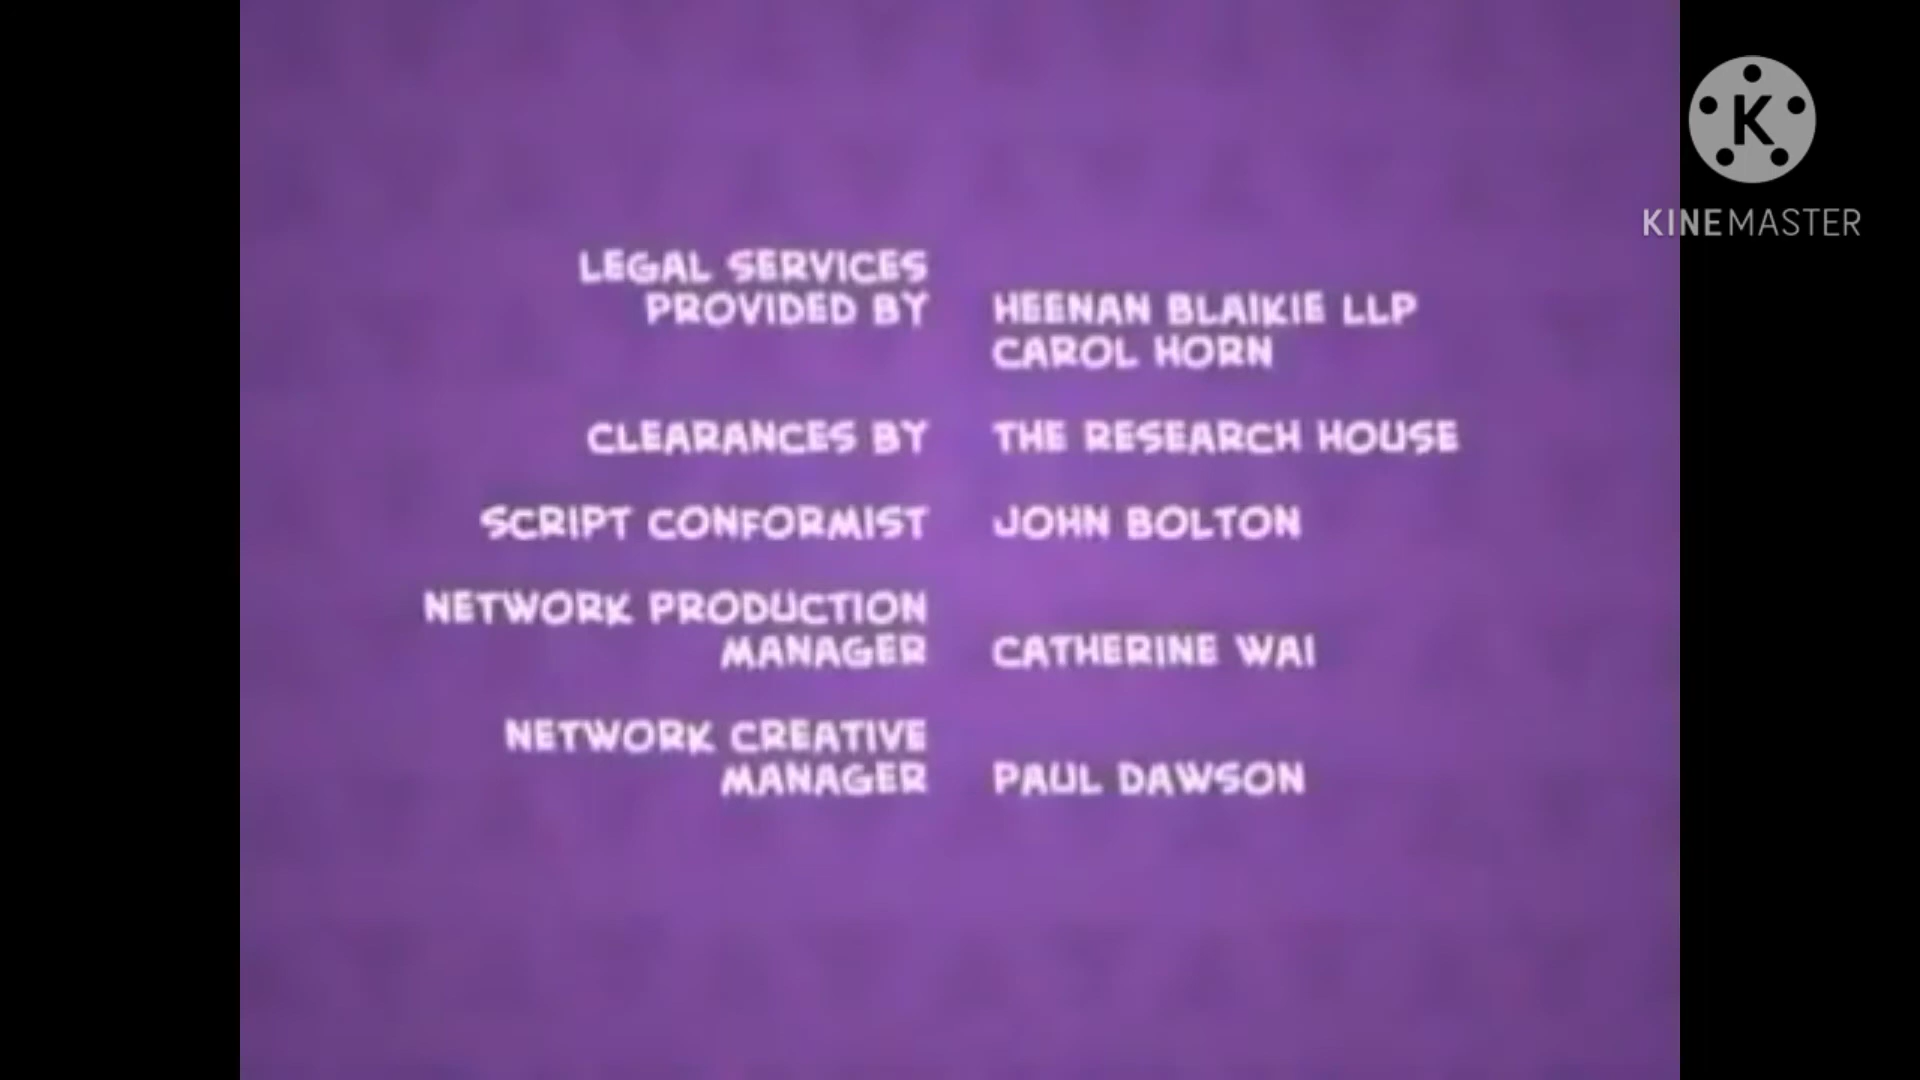 LEGAL SERVICES
PROVIDED BY HEENAN BLAIKIE LLP
CAROL HORN
CLEARANCES BY THE RESEARCH HOUSE
SCRIPT CONFORMIST JOHN BOLTON
NETWORK PRODUCTION
MANAGER CATHERINE WAI
NETWORK CREATIVE
MANAGER PAUL DAWSON
K
KINEMASTER